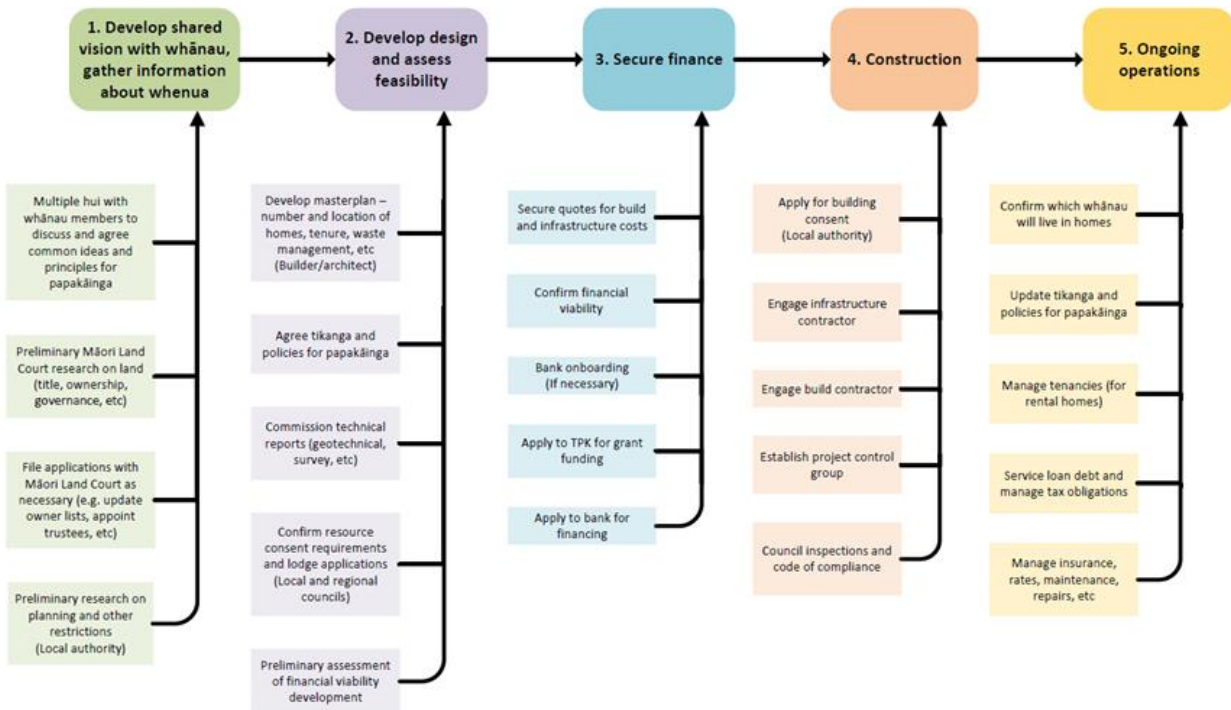 1. Develop shared
vision with whānau,
gather information
about whenua
2. Develop design
and assess
feasibility
3. Secure finance
4. Construction
5. Ongoing
operations
Multiple hui with
whānau members to
discuss and agree
common ideas and
principles for
papakāinga
Preliminary Māori Land
Court research on land
(title, ownership,
governance, etc)
File applications with
Māori Land Court as
necessary (e.g. update
owner lists, appoint
trustees, etc)
Preliminary research on
planning and other
restrictions
(Local authority)
Develop masterplan –
number and location of
homes, tenure, waste
management, etc
(Builder/architect)
Agree tikanga and
policies for papakāinga
Commission technical
reports (geotechnical,
survey, etc)
Confirm resource
consent requirements
and lodge applications
(Local and regional
councils)
Preliminary assessment
of financial viability
development
Secure quotes for build
and infrastructure costs
Confirm financial
viability
Bank onboarding
(If necessary)
Apply to TPK for grant
funding
Apply to bank for
financing
Apply for building
consent
(Local authority)
Engage infrastructure
contractor
Engage build contractor
Establish project control
group
Council inspections and
code of compliance
Confirm which whānau
will live in homes
Update tikanga and
policies for papakāinga
Manage tenancies (for
rental homes)
Service loan debt and
manage tax obligations
Manage insurance,
rates, maintenance,
repairs, etc